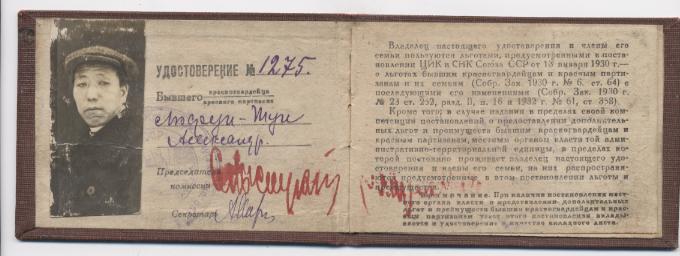 УДОСТОВЕРЕНИЕ № 1275.
Бывшего красногвардейца
красного партизана
Александр.
Председатель
комиссии
Секретарь
Владелец настоящего удостоверения и члены его
семьи пользуются льготами, предусмотренными в поста-
новлении ЦИК и СНК Союза ССР от 13 января 1930 г.—
о льготах бывшим красногвардейцам и красным парти-
занам и их семьям (Собр. Зак. 1930 г. № 6, ст. 64) с
последующими его изменениями (Собр. Зак. 1930 г.
№ 23 ст. 252, разд. II, п. 16 и 1932 г. № 61, ст. 358).
Кроме того, в случае издания в пределах своей ком-
петенции постановлений, о предоставлении дополнитель-
ных льгот и преимуществ бывшим красногвардейцам и
красным партизанам, местными органами власти той адми-
нистративно-территориальной единицы, в пределах ко-
торой постоянно проживает владелец настоящего удо-
стоверения и члены его семьи, на них распростра-
няются предусмотренные в этом постановлении льготы и
преимущества.
Примечание. При наличии постановления мест-
ного органа власти о предоставлении дополнительных
льгот и преимуществ бывшим красногвардейцам и крас-
ным партизанам текст этого постановления вклады-
вается в удостоверение в качестве вкладного листа.